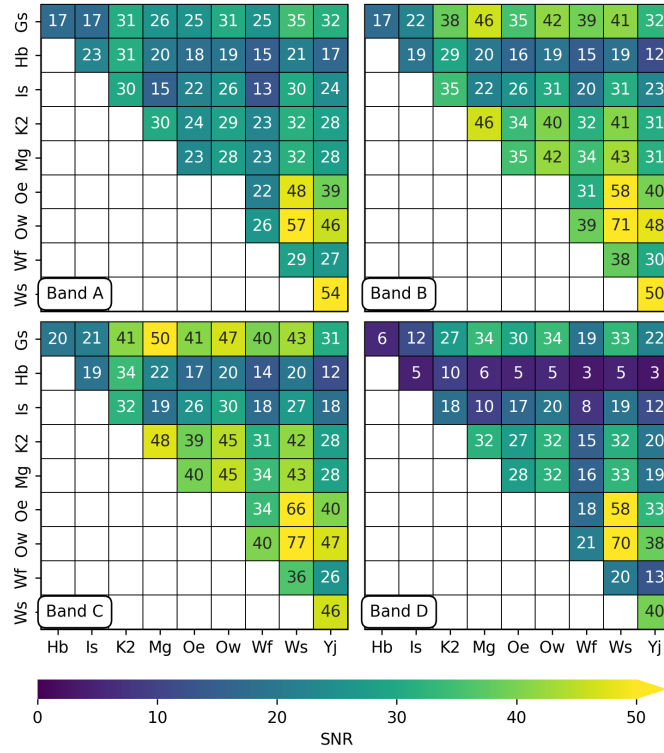 Gs 17 17 31 26 25 31 25 35 32
Hb 23 31 20 18 19 15 21 17
Is 30 15 22 26 13 30 24
K2 30 24 29 23 32 28
Mg 23 28 23 32 28
Oe 22 48 39
Ow 26 57 46
Wf 29 27
Ws Band A 54
17 22 38 46 35 42 39 41 32
19 29 20 16 19 15 19 12
35 22 26 31 20 31 23
46 34 40 32 41 31
35 42 34 43 31
31 58 40
39 71 48
38 30
Band B 50
Gs 20 21 41 50 41 47 40 43 31
Hb 19 34 22 17 20 14 20 12
Is 32 19 26 30 18 27 18
K2 48 39 45 31 42 28
Mg 40 45 34 43 28
Oe 34 66 40
Ow 40 77 47
Wf 36 26
Ws Band C 46
6 12 27 34 30 34 19 33 22
5 10 6 5 5 3 5 3
18 10 17 20 8 19 12
32 27 32 15 32 20
28 32 16 33 19
18 58 33
21 70 38
20 13
Band D 40
Hb Is K2 Mg Oe Ow Wf Ws Yj
Hb Is K2 Mg Oe Ow Wf Ws Yj
0 10 20 30 40 50
SNR